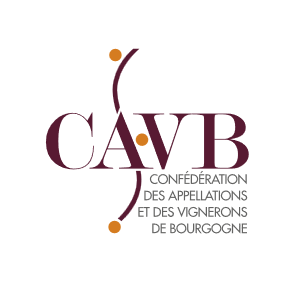 CAVB
CONFÉDÉRATION
DES APPELLATIONS
ET DES VIGNERONS
DE BOURGOGNE